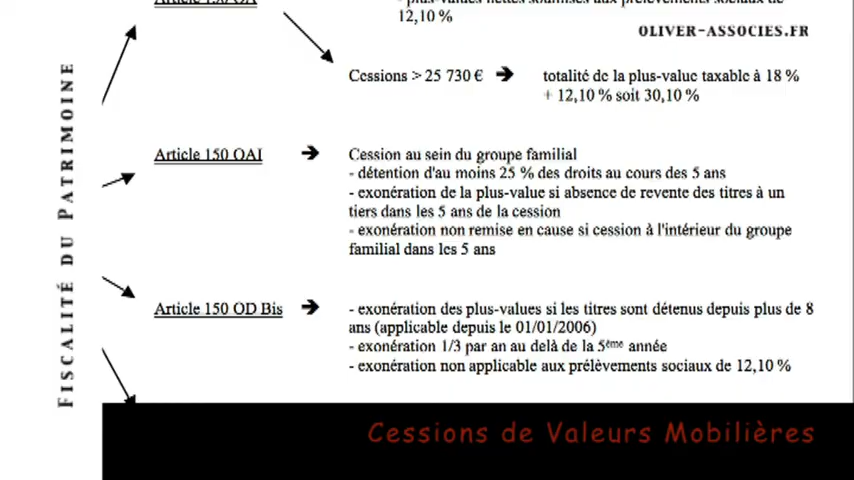 12,10 %
OLIVER-ASSOCIES.FR
Cessions > 25 730 € ➔ totalité de la plus-value taxable à 18 %
+ 12,10 % soit 30,10 %
FISCALITÉ DU PATRIMOINE
Article 150 OAI ➔ Cession au sein du groupe familial
- détention d'au moins 25 % des droits au cours des 5 ans
- exonération de la plus-value si absence de revente des titres à un
tiers dans les 5 ans de la cession
- exonération non remise en cause si cession à l'intérieur du groupe
familial dans les 5 ans
Article 150 OD Bis ➔ - exonération des plus-values si les titres sont détenus depuis plus de 8
ans (applicable depuis le 01/01/2006)
- exonération 1/3 par an au delà de la 5ème année
- exonération non applicable aux prélèvements sociaux de 12,10 %
Cessions de Valeurs Mobilières